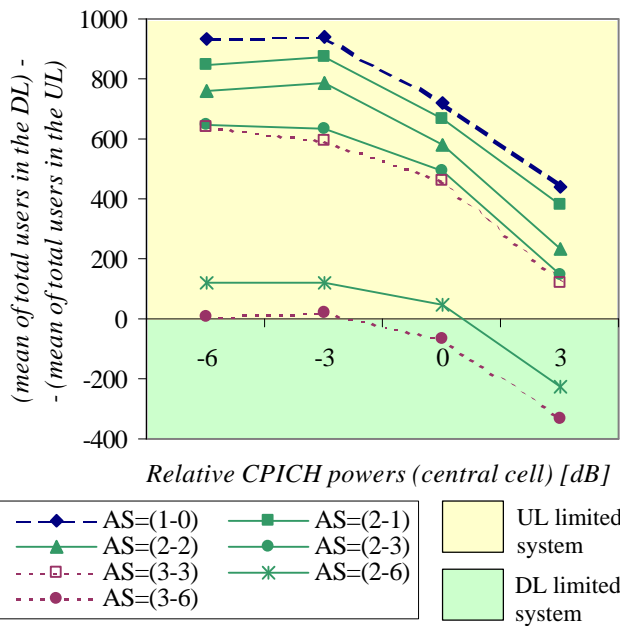 (mean of total users in the DL) -
- (mean of total users in the UL)
1000
800
600
400
200
0
-200
-400
-6 -3 0 3
Relative CPICH powers (central cell) [dB]
AS=(1-0) AS=(2-1)
AS=(2-2) AS=(2-3)
AS=(3-3) AS=(2-6)
AS=(3-6)
UL limited
system
DL limited
system